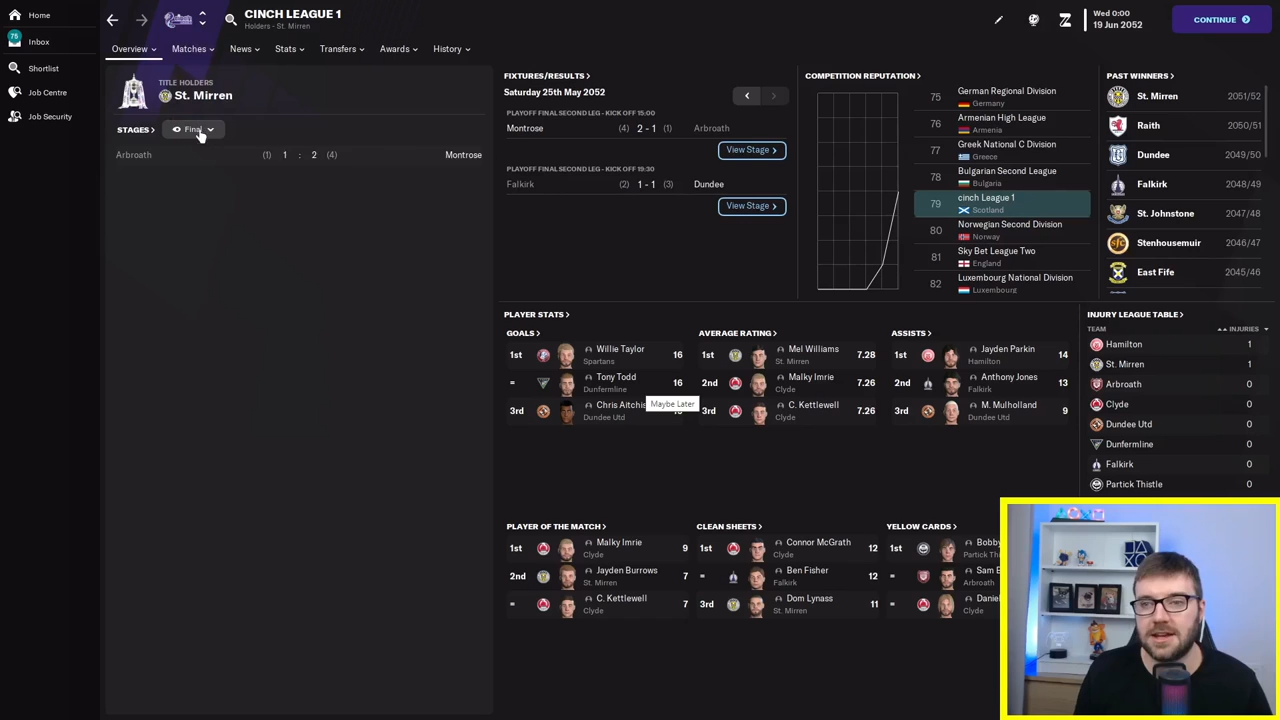 Home
75
Inbox
Shortlist
Job Centre
Job Security
CINCH LEAGUE 1
Holders - St. Mirren
Wed 0:00
19 Jun 2052
CONTINUE
Overview
Matches
News
Stats
Transfers
Awards
History
TITLE HOLDERS
St. Mirren
STAGES
Final
Arbroath (1) 1 : 2 (4) Montrose
FIXTURES/RESULTS
Saturday 25th May 2052
PLAYOFF FINAL SECOND LEG - KICK OFF 15:00
Montrose (4) 2 - 1 (1) Arbroath
View Stage
PLAYOFF FINAL SECOND LEG - KICK OFF 19:30
Falkirk (2) 1 - 1 (3) Dundee
View Stage
COMPETITION REPUTATION
75 German Regional Division
Germany
76 Armenian High League
Armenia
77 Greek National C Division
Greece
78 Bulgarian Second League
Bulgaria
79 cinch League 1
Scotland
80 Norwegian Second Division
Norway
81 Sky Bet League Two
England
82 Luxembourg National Division
Luxembourg
PAST WINNERS
St. Mirren 2051/52
Raith 2050/51
Dundee 2049/50
Falkirk 2048/49
St. Johnstone 2047/48
Stenhousemuir 2046/47
East Fife 2045/46
PLAYER STATS
GOALS
1st Willie Taylor 16
Spartans
= Tony Todd 16
Dunfermline
3rd Chris Aitchis
Dundee Utd
Maybe Later
AVERAGE RATING
1st Mel Williams 7.28
St. Mirren
2nd Malky Imrie 7.26
Clyde
3rd C. Kettlewell 7.26
Clyde
ASSISTS
1st Jayden Parkin 14
Hamilton
2nd Anthony Jones 13
Falkirk
3rd M. Mulholland 9
Dundee Utd
INJURY LEAGUE TABLE
TEAM INJURIES
Hamilton 1
St. Mirren 1
Arbroath 0
Clyde 0
Dundee Utd 0
Dunfermline 0
Falkirk 0
Partick Thistle 0
PLAYER OF THE MATCH
1st Malky Imrie 9
Clyde
2nd Jayden Burrows 7
St. Mirren
= C. Kettlewell 7
Clyde
CLEAN SHEETS
1st Connor McGrath 12
Clyde
= Ben Fisher 12
Falkirk
3rd Dom Lynass 11
St. Mirren
YELLOW CARDS
1st Bobby
Partick Th
= Sam B
Arbroath
= Daniel
Clyde